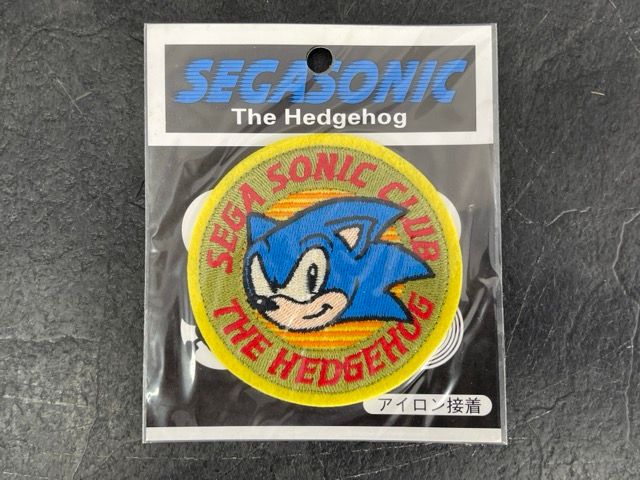 SEGASONIC
The Hedgehog
SEGA SONIC CLUB
THE HEDGEHOG
アイロン接着